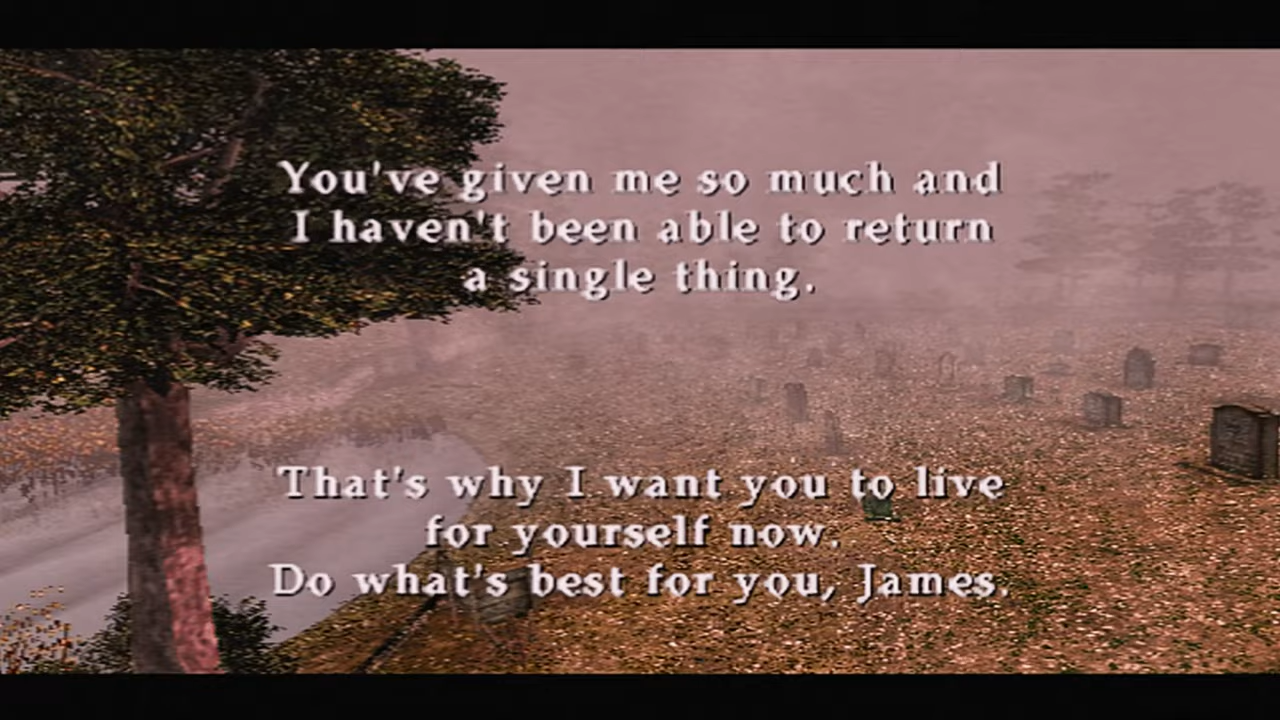 You've given me so much and
I haven't been able to return
a single thing.
That's why I want you to live
for yourself now.
Do what's best for you, James.